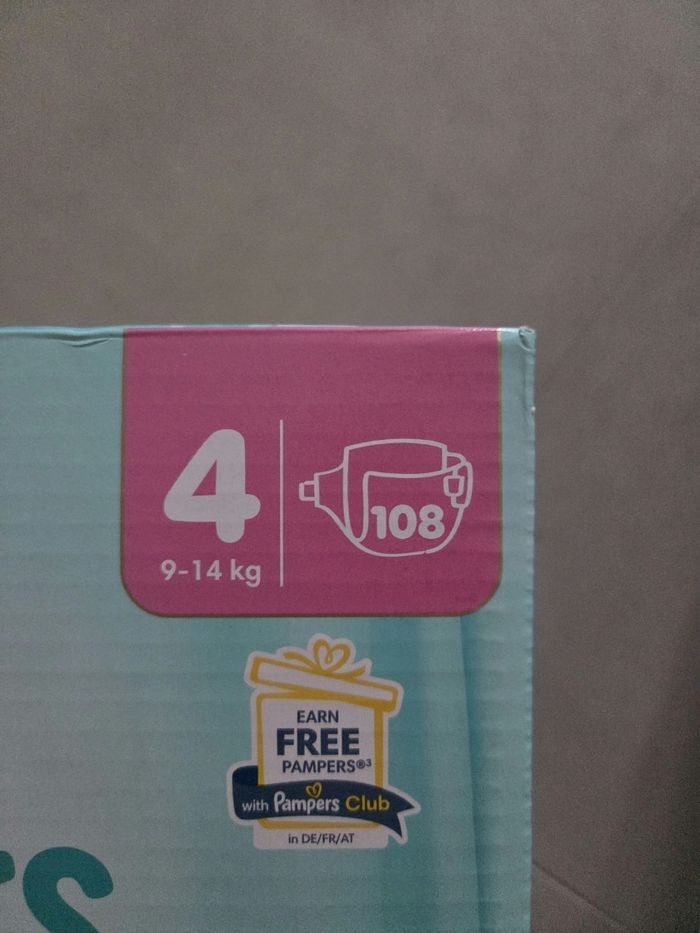 4
9-14 kg
108
EARN
FREE
PAMPERS®³
with Pampers Club
in DE/FR/AT